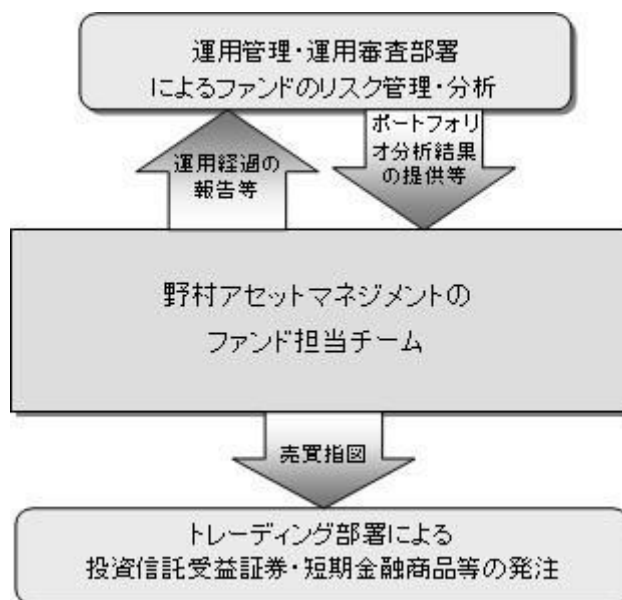 運用管理・運用審査部署
によるファンドのリスク管理・分析
運用経過の
報告等
ポートフォリ
オ分析結果
の提供等
野村アセットマネジメントの
ファンド担当チーム
売買指図
トレーディング部署による
投資信託受益証券・短期金融商品等の発注